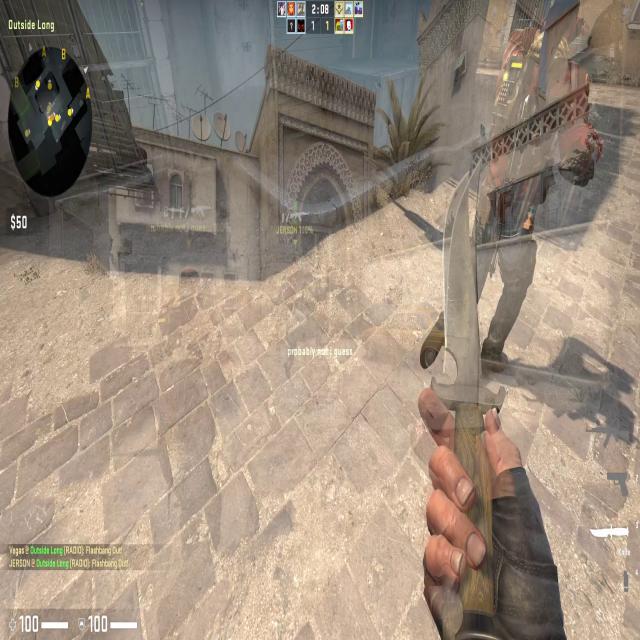 Outside Long
2:08
1 1
B
$50
JERSON 100%
probably muti guess
Vegas @ Outside Long (RADIO): Flashbang Out!
JERSON @ Outside Long (RADIO): Flashbang Out!
100 100